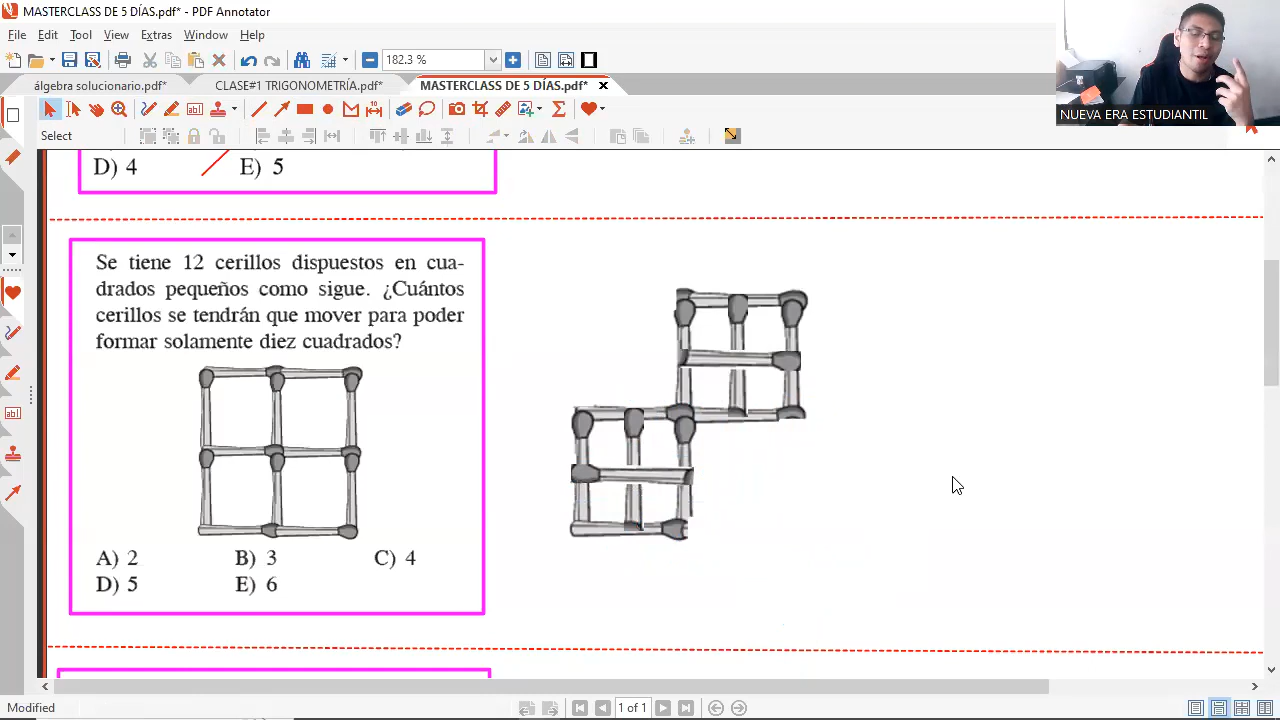 MASTERCLASS DE 5 DÍAS.pdf* - PDF Annotator
File Edit Tool View Extras Window Help
182.3 %
álgebra solucionario.pdf* CLASE#1 TRIGONOMETRÍA.pdf MASTERCLASS DE 5 DÍAS.pdf*
NUEVA ERA ESTUDIANTIL
Select
D) 4 E) 5
Se tiene 12 cerillos dispuestos en cua-
drados pequeños como sigue. ¿Cuántos
cerillos se tendrán que mover para poder
formar solamente diez cuadrados?
A) 2 B) 3 C) 4
D) 5 E) 6
Modified 1 of 1